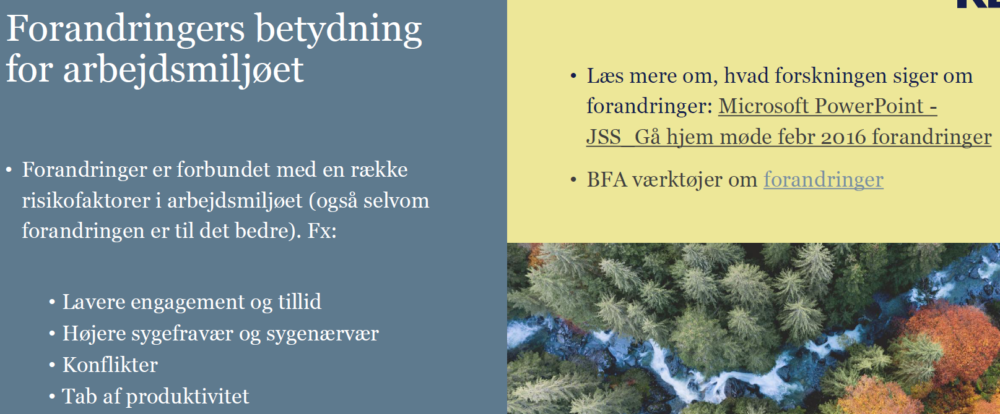 Forandringers betydning
for arbejdsmiljøet
• Forandringer er forbundet med en række
risikofaktorer i arbejdsmiljøet (også selvom
forandringen er til det bedre). Fx:
• Lavere engagement og tillid
• Højere sygefravær og sygenærvær
• Konflikter
• Tab af produktivitet
• Læs mere om, hvad forskningen siger om
forandringer: Microsoft PowerPoint -
JSS_Gå hjem møde febr 2016 forandringer
• BFA værktøjer om forandringer